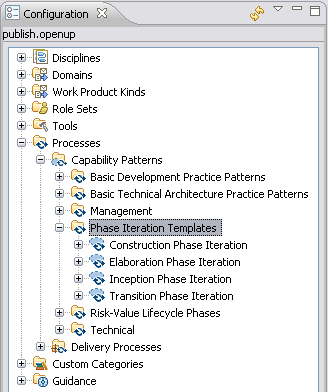 Configuration
publish.openup
Disciplines
Domains
Work Product Kinds
Role Sets
Tools
Processes
Capability Patterns
Basic Development Practice Patterns
Basic Technical Architecture Practice Patterns
Management
Phase Iteration Templates
Construction Phase Iteration
Elaboration Phase Iteration
Inception Phase Iteration
Transition Phase Iteration
Risk-Value Lifecycle Phases
Technical
Delivery Processes
Custom Categories
Guidance